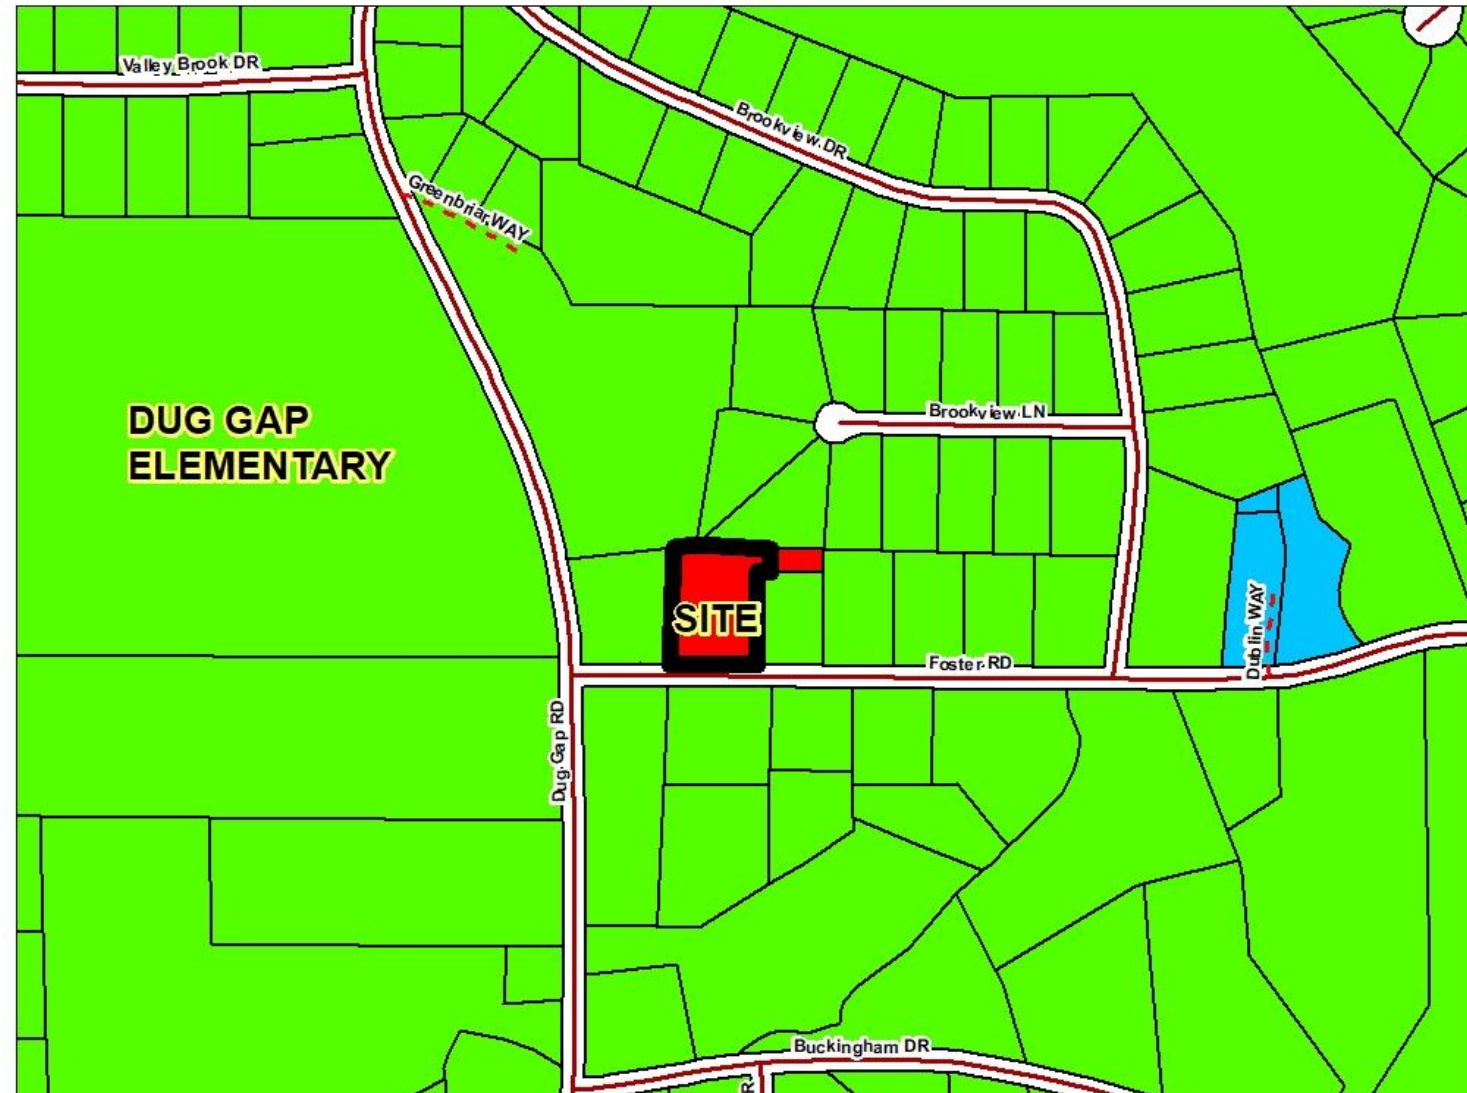 Valley Brook DR
Brookview DR
Greenbriar WAY
DUG GAP
ELEMENTARY
Brookview LN
SITE
Dublin WAY
Foster RD
Dug Gap RD
Buckingham DR